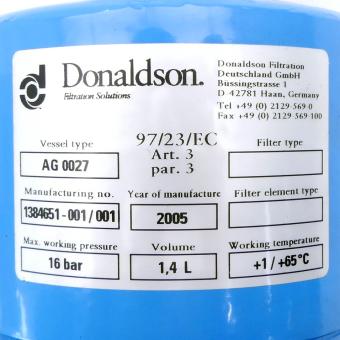 Donaldson.
Filtration Solutions
Donaldson Filtration
Deutschland GmbH
Büssingstrasse 1
D 42781 Haan, Germany
Tel +49 (0) 2129-569-0
Fax +49 (0) 2129-569-100
97/23/EC
Art. 3
par. 3
Vessel type
AG 0027
Filter type
Manufacturing no.
1384651-001/001
Year of manufacture
2005
Filter element type
Max. working pressure
16 bar
Volume
1,4 L
Working temperature
+1 / +65°C